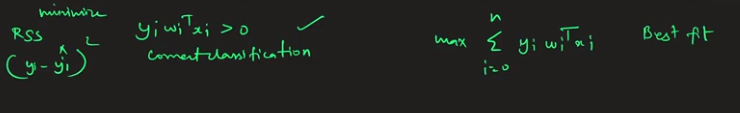 minimize
RSS
(yi - ŷi)²
yi wiᵀxi > 0 ✓
correct classification
max Σ yi wiᵀxi
n
i=0
Best fit